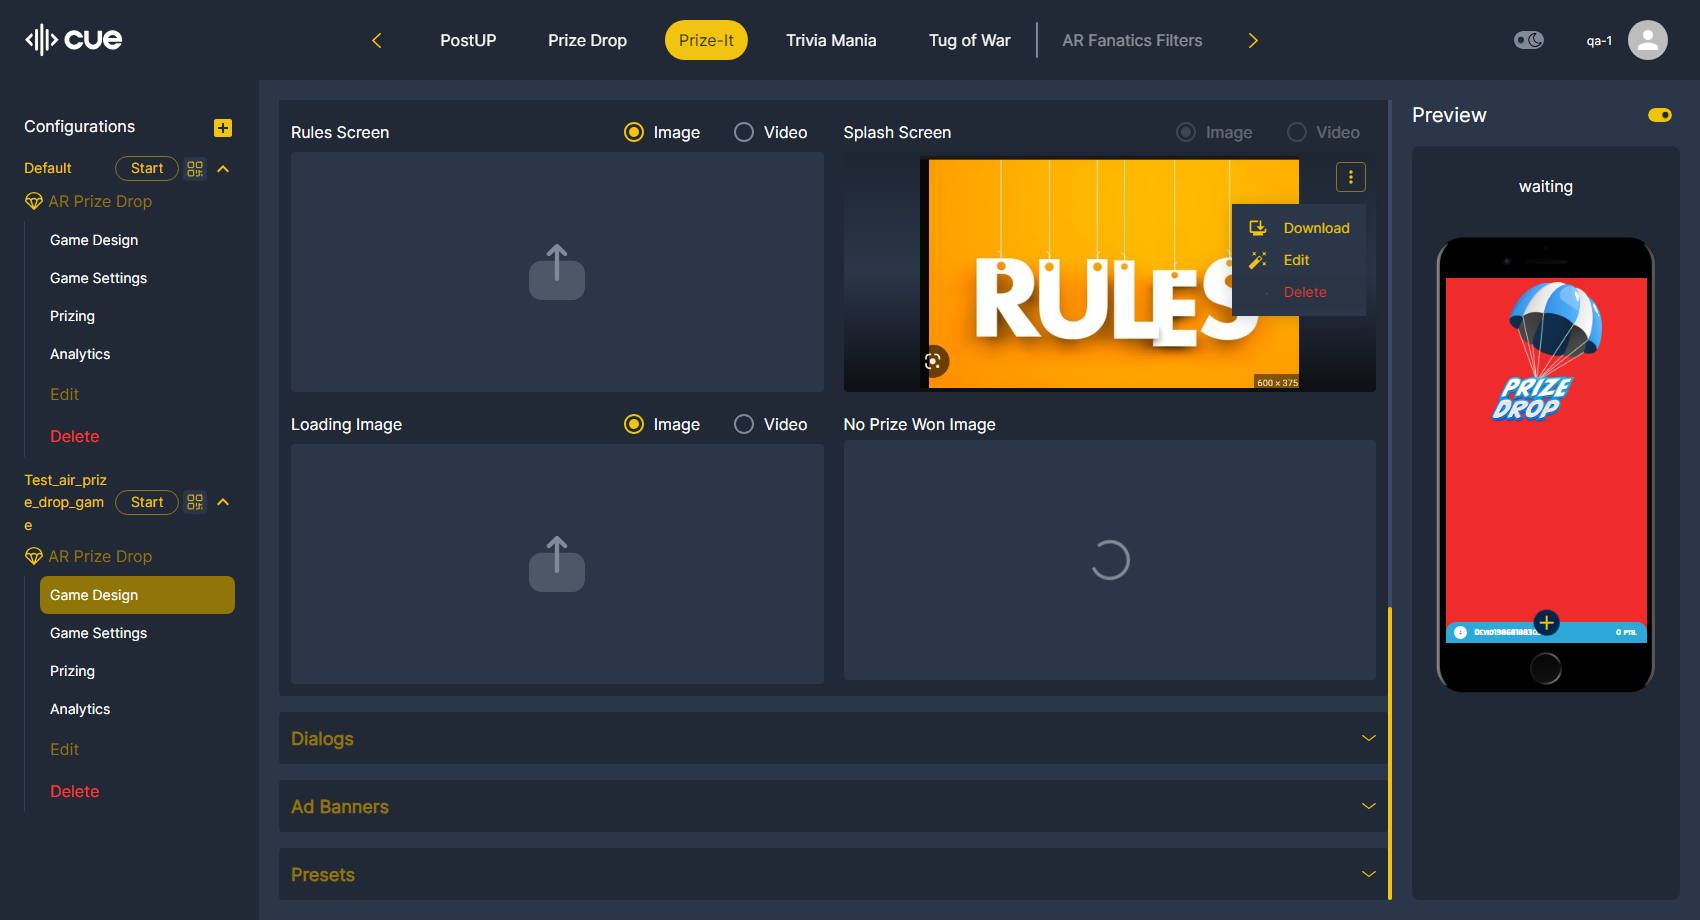 cue
PostUP
Prize Drop
Prize-It
Trivia Mania
Tug of War
AR Fanatics Filters
qa-1
Configurations
Default
Start
AR Prize Drop
Game Design
Game Settings
Prizing
Analytics
Edit
Delete
Test_air_priz
e_drop_gam
e
Start
AR Prize Drop
Game Design
Game Settings
Prizing
Analytics
Edit
Delete
Rules Screen
Image
Video
Splash Screen
Image
Video
RULES
600 x 375
Download
Edit
Delete
Loading Image
Image
Video
No Prize Won Image
Dialogs
Ad Banners
Presets
Preview
waiting
PRIZE
DROP
0 PTS.